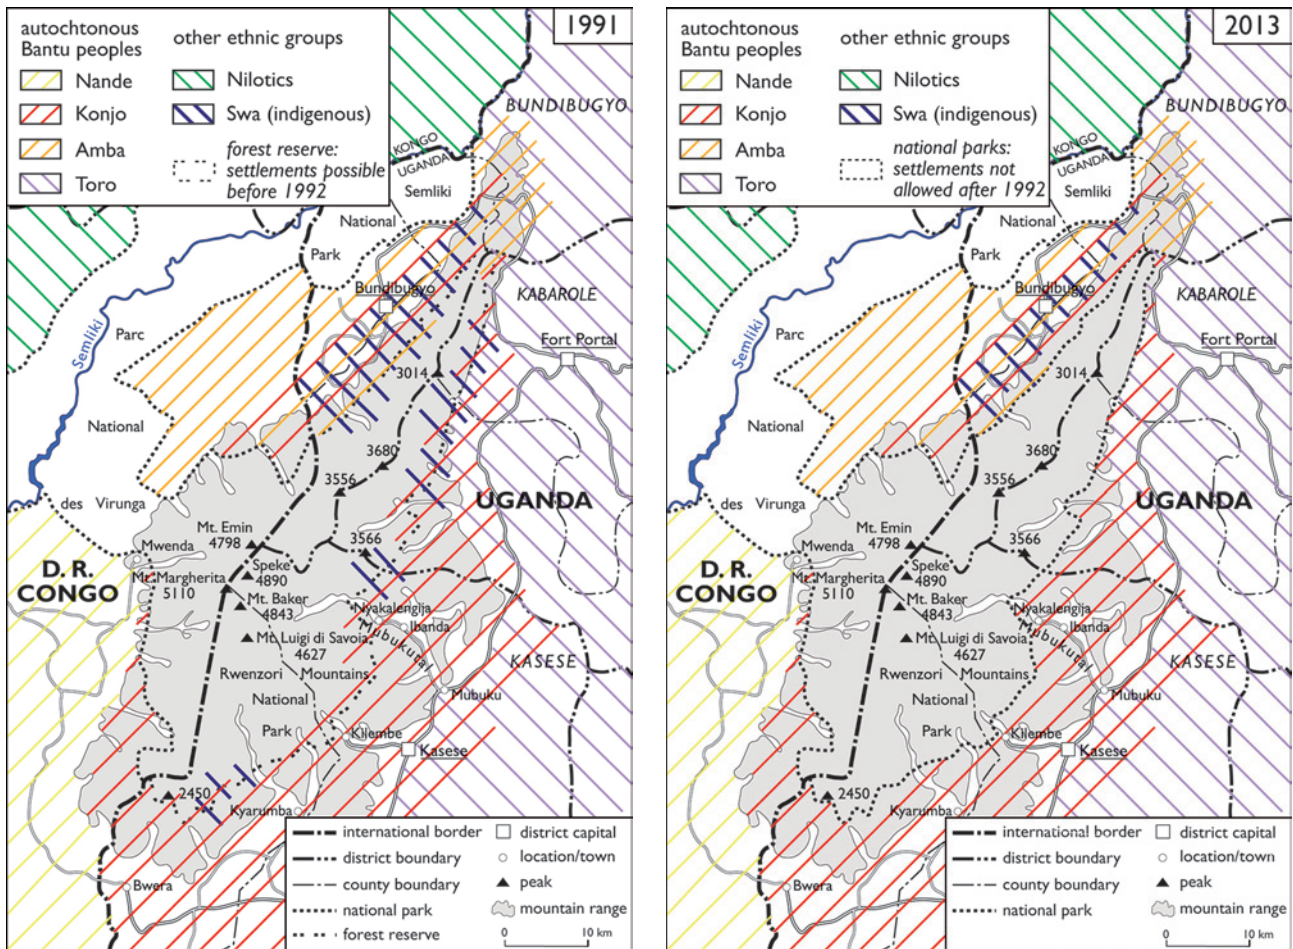 1991
autochtonous
Bantu peoples
other ethnic groups
Nande
Nilotics
Konjo
Swa (indigenous)
Amba
forest reserve:
settlements possible
before 1992
Toro
BUNDIBUGYO
KONGO
UGANDA
Semliki
National
Park
Semliki
Bundibugyo
KABAROLE
Parc
Fort Portal
3014
National
3680
3556
des Virunga
UGANDA
Mt. Emin
4798
3566
Mwenda
Speke
4890
D. R.
CONGO
Mt. Margherita
5110
Mt. Baker
4843
Nyakalengija
Ibanda
Mubukutal
Mt. Luigi di Savoia
4627
KASESE
Rwenzori Mountains
National
Mubuku
Park
Kilembe
Kasese
2450
Kyarumba
Bwera
international border
district capital
district boundary
location/town
county boundary
peak
national park
mountain range
forest reserve
0 10 km
2013
autochtonous
Bantu peoples
other ethnic groups
Nande
Nilotics
Konjo
Swa (indigenous)
Amba
national parks:
settlements not
allowed after 1992
Toro
BUNDIBUGYO
KONGO
UGANDA
Semliki
National
Park
Semliki
Bundibugyo
KABAROLE
Parc
Fort Portal
3014
National
3680
3556
des Virunga
UGANDA
Mt. Emin
4798
3566
Mwenda
Speke
4890
D. R.
CONGO
Mt. Margherita
5110
Mt. Baker
4843
Nyakalengija
Ibanda
Mubukutal
Mt. Luigi di Savoia
4627
KASESE
Rwenzori Mountains
National
Mubuku
Park
Kilembe
Kasese
2450
Kyarumba
Bwera
international border
district capital
district boundary
location/town
county boundary
peak
national park
mountain range
0 10 km